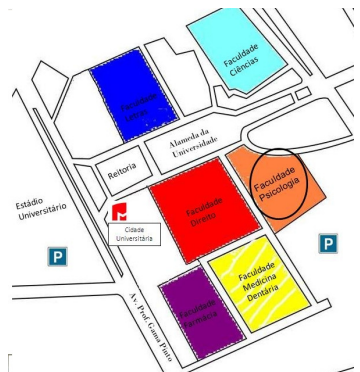 Faculdade
Ciências
Faculdade
Letras
Alameda da
Universidade
Reitoria
Faculdade
Psicologia
Estádio
Universitário
Faculdade
Direito
Cidade
Universitária
P
P
Faculdade
Medicina
Dentária
Faculdade
Farmácia
Av. Prof. Gama Pinto